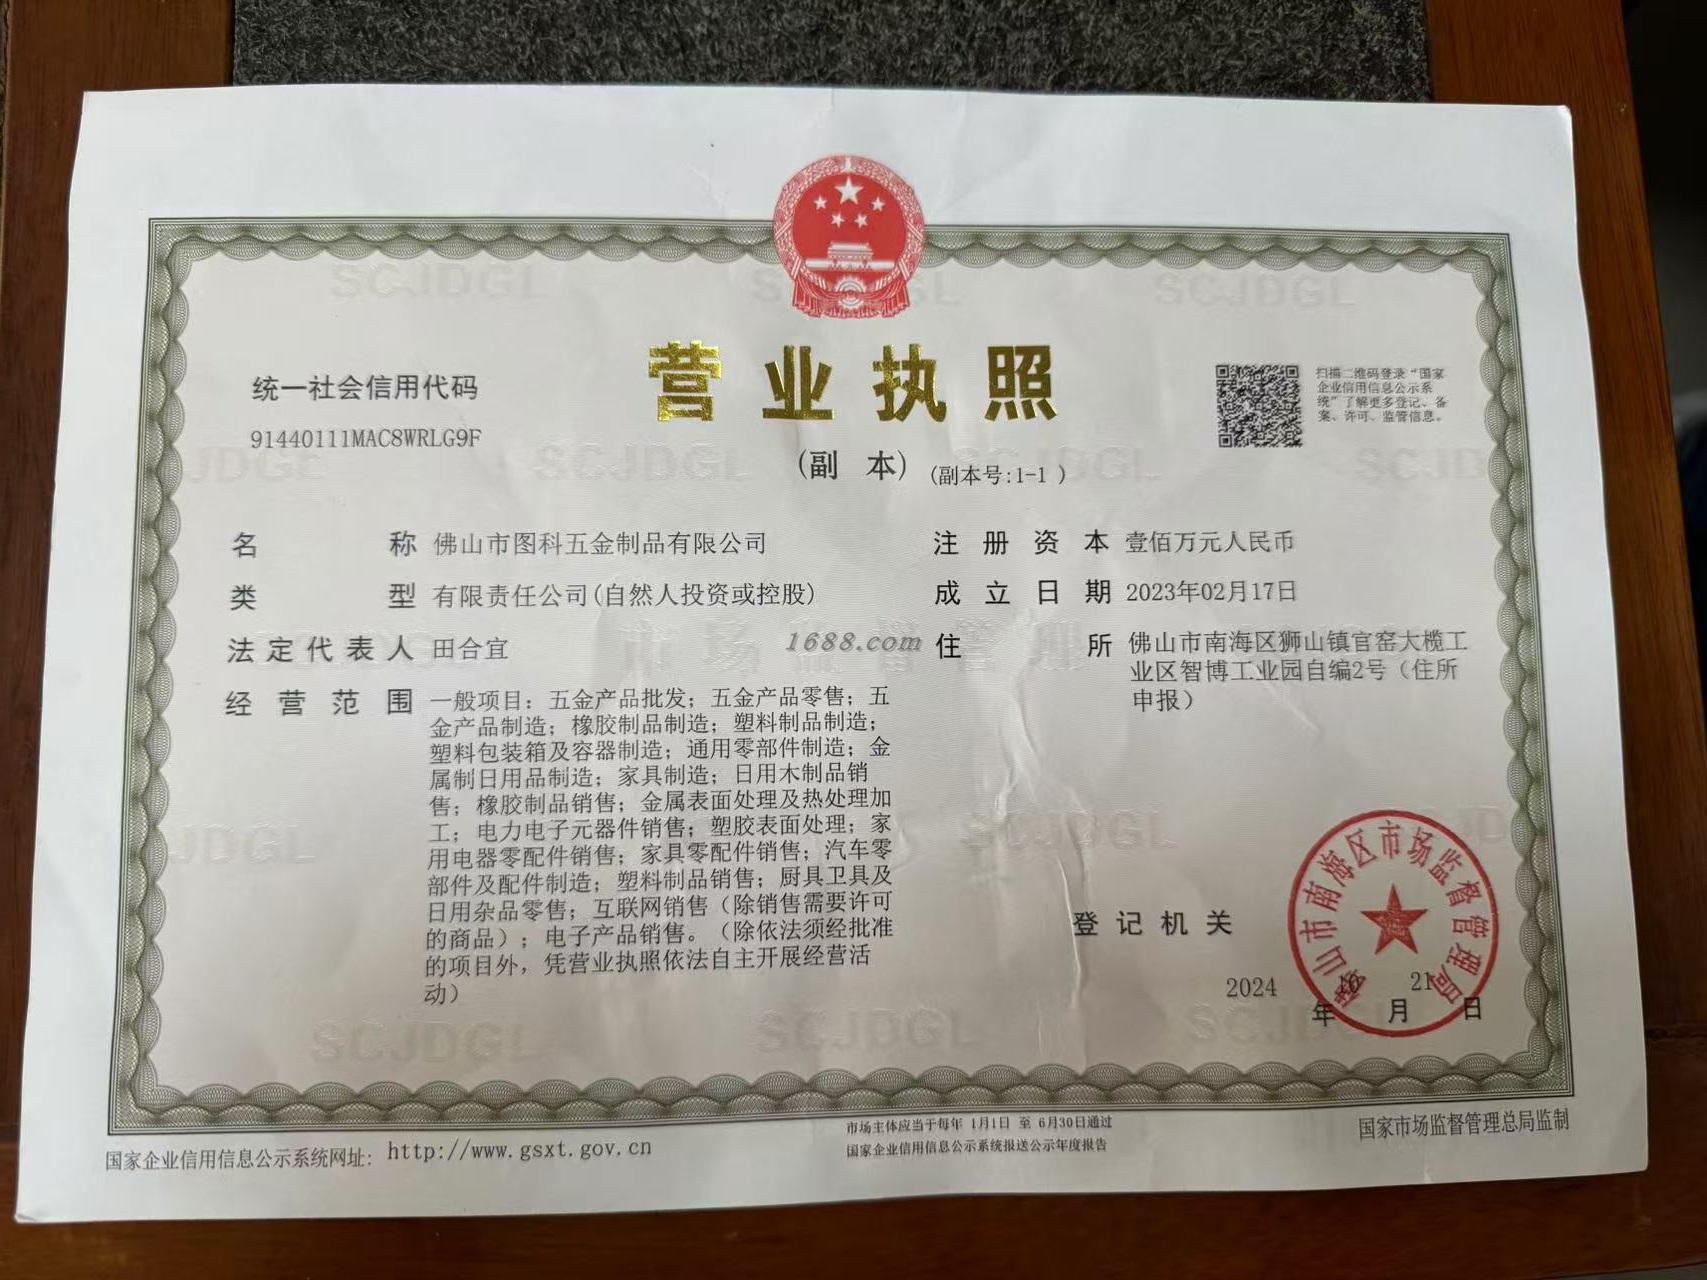 统一社会信用代码
91440111MAC8WRLG9F
营业执照
(副 本) (副本号:1-1 )
扫描二维码登录“国家
企业信用信息公示系
统”了解更多登记、备
案、许可、监管信息。
名 称 佛山市图科五金制品有限公司
类 型 有限责任公司(自然人投资或控股)
法定代表人 田合宜
经营范围 一般项目：五金产品批发；五金产品零售；五
金产品制造；橡胶制品制造；塑料制品制造；
塑料包装箱及容器制造；通用零部件制造；金
属制日用品制造；家具制造；日用木制品销
售；橡胶制品销售；金属表面处理及热处理加
工；电力电子元器件销售；塑胶表面处理；家
用电器零配件销售；家具零配件销售；汽车零
部件及配件制造；塑料制品销售；厨具卫具及
日用杂品零售；互联网销售（除销售需要许可
的商品）；电子产品销售。（除依法须经批准
的项目外，凭营业执照依法自主开展经营活
动）
注册资本 壹佰万元人民币
成立日期 2023年02月17日
住 所 佛山市南海区狮山镇官窑大榄工
业区智博工业园自编2号（住所
申报）
1688.com
登记机关
佛山市南海区市场监督管理局
2024 年 10 月 21 日
国家企业信用信息公示系统网址: http://www.gsxt.gov.cn
市场主体应当于每年 1月1日 至 6月30日通过
国家企业信用信息公示系统报送公示年度报告
国家市场监督管理总局监制
SCJDGL